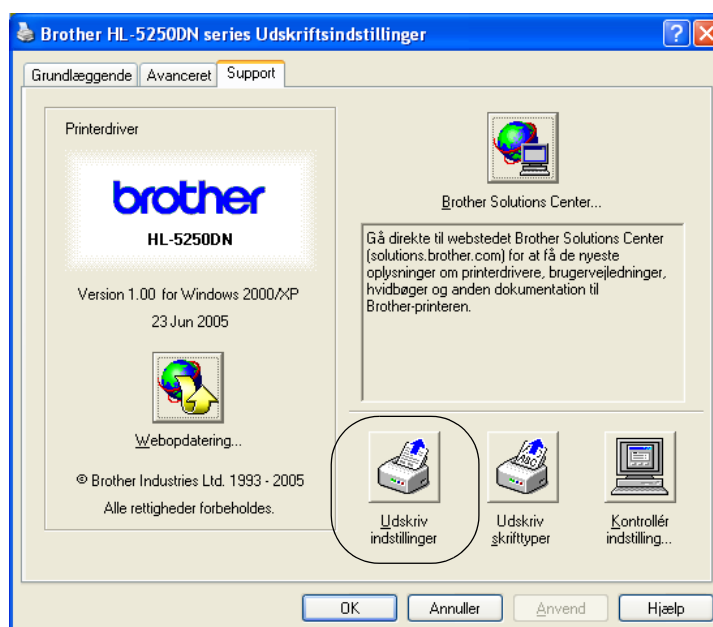 Brother HL-5250DN series Udskriftsindstillinger
Grundlæggende Avanceret Support
Printerdriver
brother
HL-5250DN
Version 1.00 for Windows 2000/XP
23 Jun 2005
Webopdatering...
© Brother Industries Ltd. 1993 - 2005
Alle rettigheder forbeholdes.
Brother Solutions Center...
Gå direkte til webstedet Brother Solutions Center
(solutions.brother.com) for at få de nyeste
oplysninger om printerdrivere, brugervejledninger,
hvidbøger og anden dokumentation til
Brother-printeren.
Udskriv
indstillinger
ABC
Udskriv
skrifttyper
Kontrollér
indstilling...
OK Annuller Anvend Hjælp